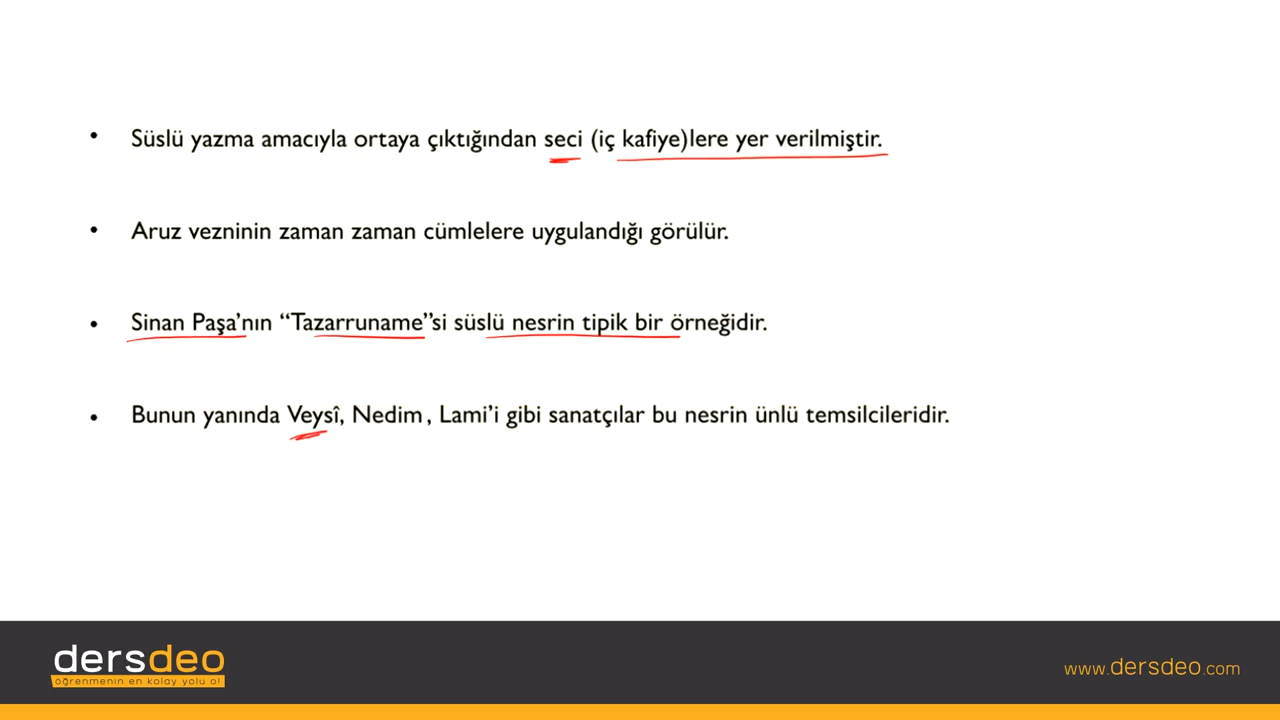 • Süslü yazma amacıyla ortaya çıktığından seci (iç kafiye)lere yer verilmiştir.
• Aruz vezninin zaman zaman cümlelere uygulandığı görülür.
• Sinan Paşa’nın “Tazarruname”si süslü nesrin tipik bir örneğidir.
• Bunun yanında Veysî, Nedim , Lami’i gibi sanatçılar bu nesrin ünlü temsilcileridir.
dersdeo
öğrenmenin en kolay yolu o!
www.dersdeo.com